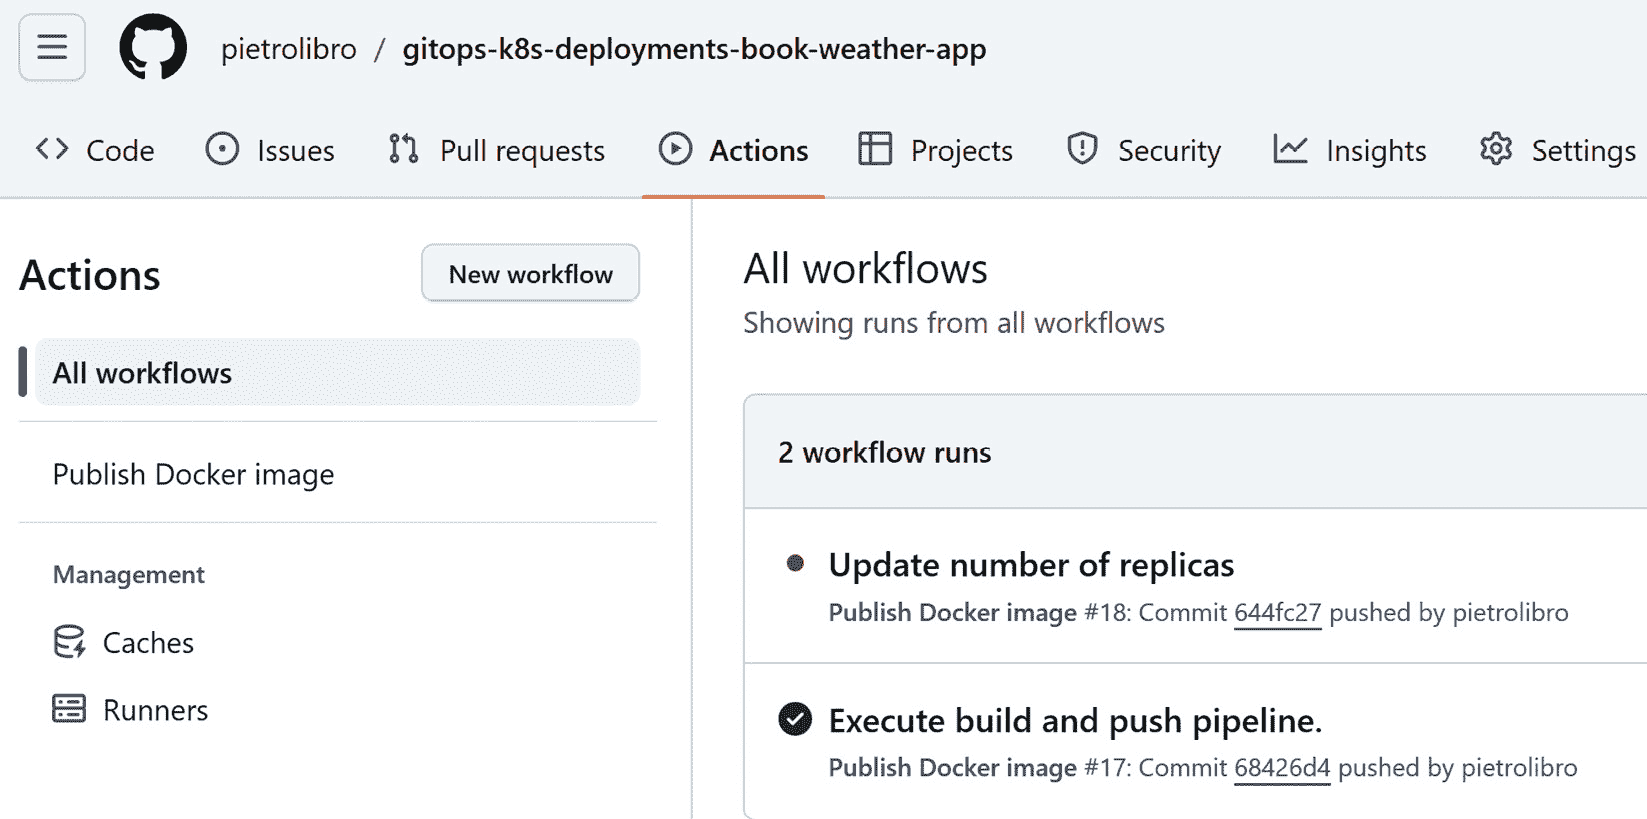 pietrolibro / gitops-k8s-deployments-book-weather-app
Code Issues Pull requests Actions Projects Security Insights Settings
Actions
New workflow
All workflows
Publish Docker image
Management
Caches
Runners
All workflows
Showing runs from all workflows
2 workflow runs
Update number of replicas
Publish Docker image #18: Commit 644fc27 pushed by pietrolibro
Execute build and push pipeline.
Publish Docker image #17: Commit 68426d4 pushed by pietrolibro